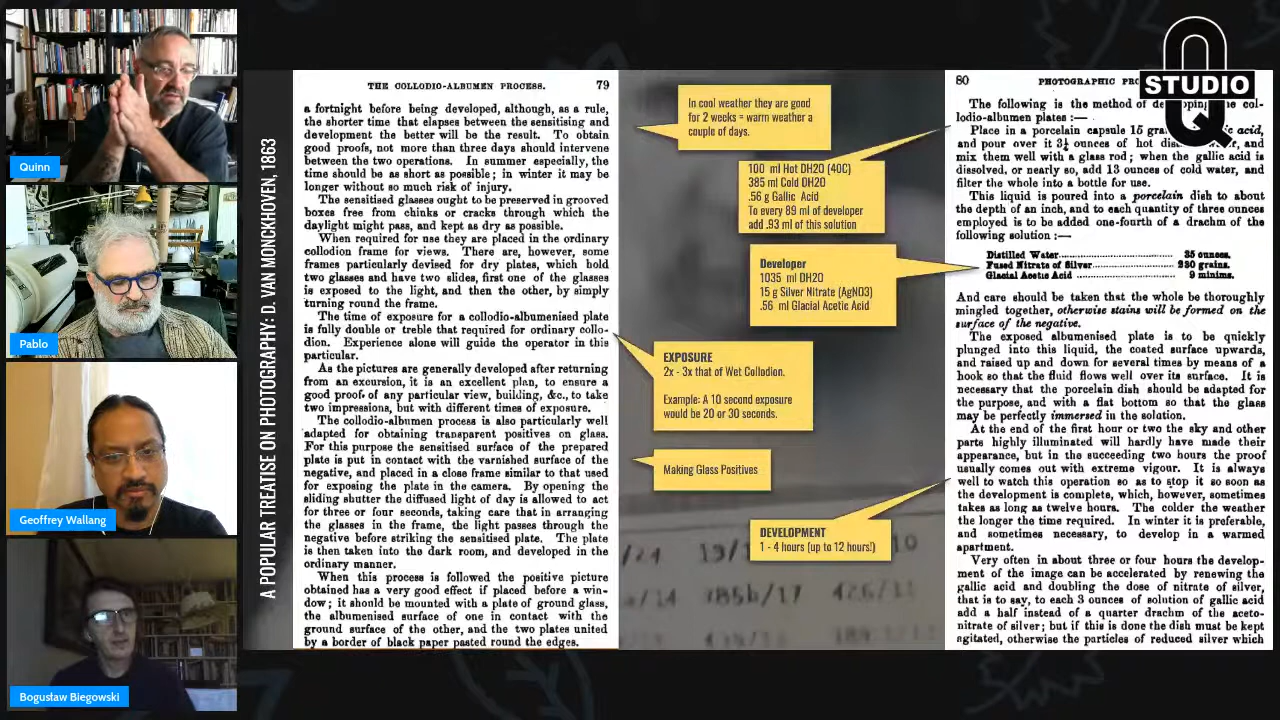 Quinn
Pablo
Geoffrey Wallang
Bogusław Biegowski
A POPULAR TREATISE ON PHOTOGRAPHY: D. VAN MONCKHOVEN, 1863
THE COLLODIO-ALBUMEN PROCESS. 79
a fortnight before being developed, although, as a rule,
the shorter time that elapses between the sensitising and
development the better will be the result. To obtain
good proofs, not more than three days should intervene
between the two operations. In summer especially, the
time should be as short as possible; in winter it may be
longer without so much risk of injury.
The sensitised glasses ought to be preserved in grooved
boxes free from chinks or cracks through which the
daylight might pass, and kept as dry as possible.
When required for use they are placed in the ordinary
collodion frame for views. There are, however, some
frames particularly devised for dry plates, which hold
two glasses and have two slides, first one of the glasses
is exposed to the light, and then the other, by simply
turning round the frame.
The time of exposure for a collodio-albumenised plate
is fully double or treble that required for ordinary collo-
dion. Experience alone will guide the operator in this
particular.
As the pictures are generally developed after returning
from an excursion, it is an excellent plan, to ensure a
good proof of any particular view, building, &c., to take
two impressions, but with different times of exposure.
The collodio-albumen process is also particularly well
adapted for obtaining transparent positives on glass.
For this purpose the sensitised surface of the prepared
plate is put in contact with the varnished surface of the
negative, and placed in a close frame similar to that used
for exposing the plate in the camera. By opening the
sliding shutter the diffused light of day is allowed to act
for three or four seconds, taking care that in arranging
the glasses in the frame, the light passes through the
negative before striking the sensitised plate. The plate
is then taken into the dark room, and developed in the
ordinary manner.
When this process is followed the positive picture
obtained has a very good effect if placed before a win-
dow; it should be mounted with a plate of ground glass,
the albumenised surface of one in contact with the
ground surface of the other, and the two plates united
by a border of black paper pasted round the edges.
In cool weather they are good
for 2 weeks = warm weather a
couple of days.
100 ml Hot DH2O (40C)
385 ml Cold DH2O
.56 g Gallic Acid
To every 89 ml of developer
add .93 ml of this solution
Developer
1035 ml DH2O
15 g Silver Nitrate (AgNO3)
.56 ml Glacial Acetic Acid
EXPOSURE
2x - 3x that of Wet Collodion.
Example: A 10 second exposure
would be 20 or 30 seconds.
Making Glass Positives
DEVELOPMENT
1 - 4 hours (up to 12 hours!)
80 PHOTOGRAPHIC
STUDIO
Q
The following is the method of the col-
lodio-albumen plates:—
Place in a porcelain capsule 15 acid,
and pour over it 3¼ ounces of hot and
mix them well with a glass rod; when the gallic acid is
dissolved, or nearly so, add 13 ounces of cold water, and
filter the whole into a bottle for use.
This liquid is poured into a porcelain dish to about
the depth of an inch, and to each quantity of three ounces
employed is to be added one-fourth of a drachm of the
following solution:—
Distilled Water 35 ounces.
Fused Nitrate of Silver 230 grains.
Glacial Acetic Acid 9 minims.
And care should be taken that the whole be thoroughly
mingled together, otherwise stains will be formed on the
surface of the negative.
The exposed albumenised plate is to be quickly
plunged into this liquid, the coated surface upwards,
and raised up and down for several times by means of a
hook so that the fluid flows well over its surface. It is
necessary that the porcelain dish should be adapted for
the purpose, and with a flat bottom so that the glass
may be perfectly immersed in the solution.
At the end of the first hour or two the sky and other
parts highly illuminated will hardly have made their
appearance, but in the succeeding two hours the proof
usually comes out with extreme vigour. It is always
well to watch this operation so as to stop it so soon as
the development is complete, which, however, sometimes
takes as long as twelve hours. The colder the weather
the longer the time required. In winter it is preferable,
and sometimes necessary, to develop in a warmed
apartment.
Very often in about three or four hours the develop-
ment of the image can be accelerated by renewing the
gallic acid and doubling the dose of nitrate of silver,
that is to say, to each 3 ounces of solution of gallic acid
add a half instead of a quarter drachm of the aceto-
nitrate of silver; but if this is done the dish must be kept
agitated, otherwise the particles of reduced silver which